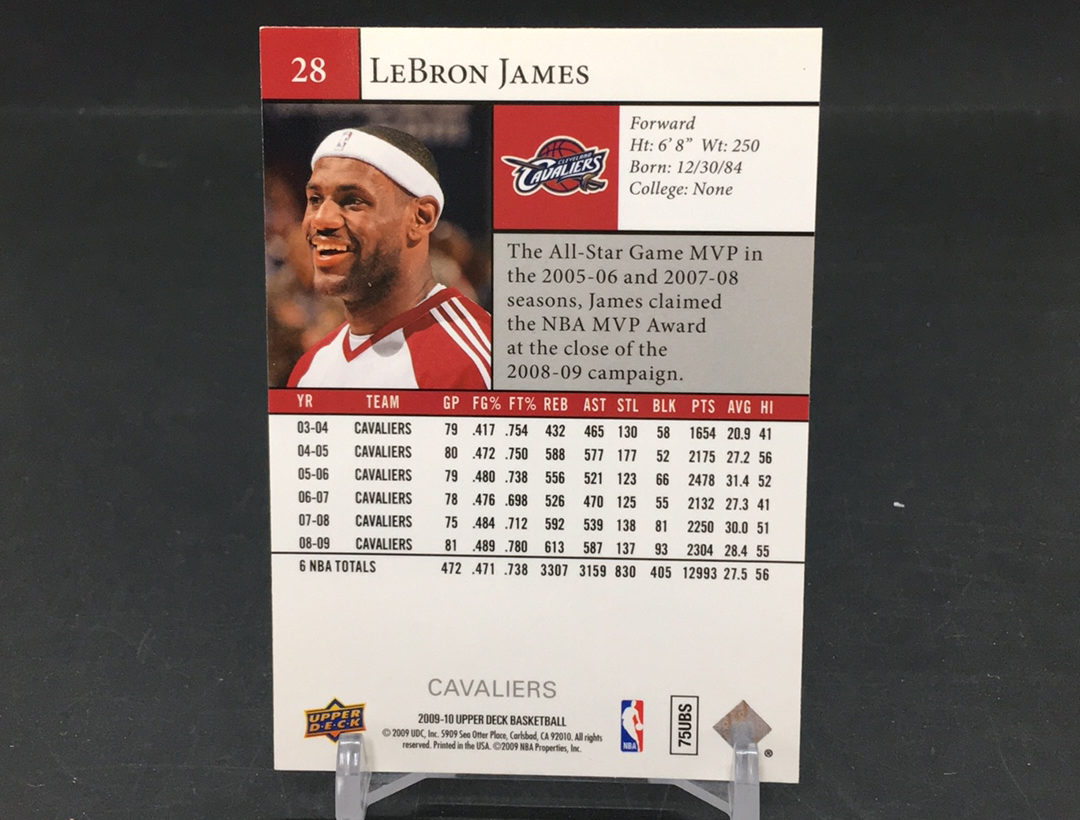 28 LEBRON JAMES
CLEVELAND
CAVALIERS
Forward
Ht: 6' 8" Wt: 250
Born: 12/30/84
College: None
The All-Star Game MVP in
the 2005-06 and 2007-08
seasons, James claimed
the NBA MVP Award
at the close of the
2008-09 campaign.
YR TEAM GP FG% FT% REB AST STL BLK PTS AVG HI
03-04 CAVALIERS 79 .417 .754 432 465 130 58 1654 20.9 41
04-05 CAVALIERS 80 .472 .750 588 577 177 52 2175 27.2 56
05-06 CAVALIERS 79 .480 .738 556 521 123 66 2478 31.4 52
06-07 CAVALIERS 78 .476 .698 526 470 125 55 2132 27.3 41
07-08 CAVALIERS 75 .484 .712 592 539 138 81 2250 30.0 51
08-09 CAVALIERS 81 .489 .780 613 587 137 93 2304 28.4 55
6 NBA TOTALS 472 .471 .738 3307 3159 830 405 12993 27.5 56
CAVALIERS
UPPER
D·E·C·K
2009-10 UPPER DECK BASKETBALL
© 2009 UDC, Inc. 5909 Sea Otter Place, Carlsbad, CA 92010. All rights
reserved. Printed in the USA. ©2009 NBA Properties, Inc.
NBA
75UBS
®